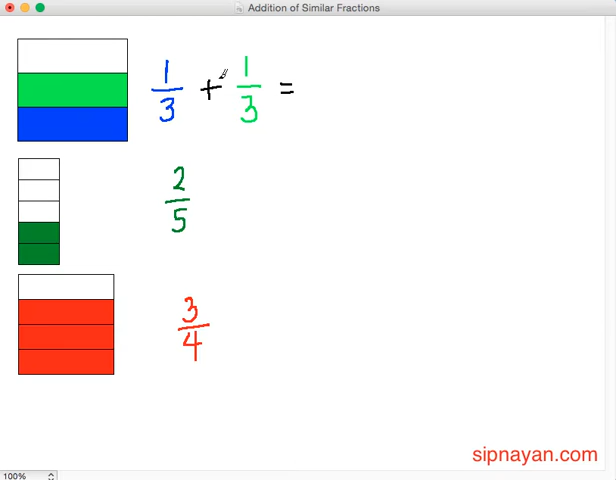 Addition of Similar Fractions
1/3 + 1/3 =
2/5
3/4
sipnayan.com
100%